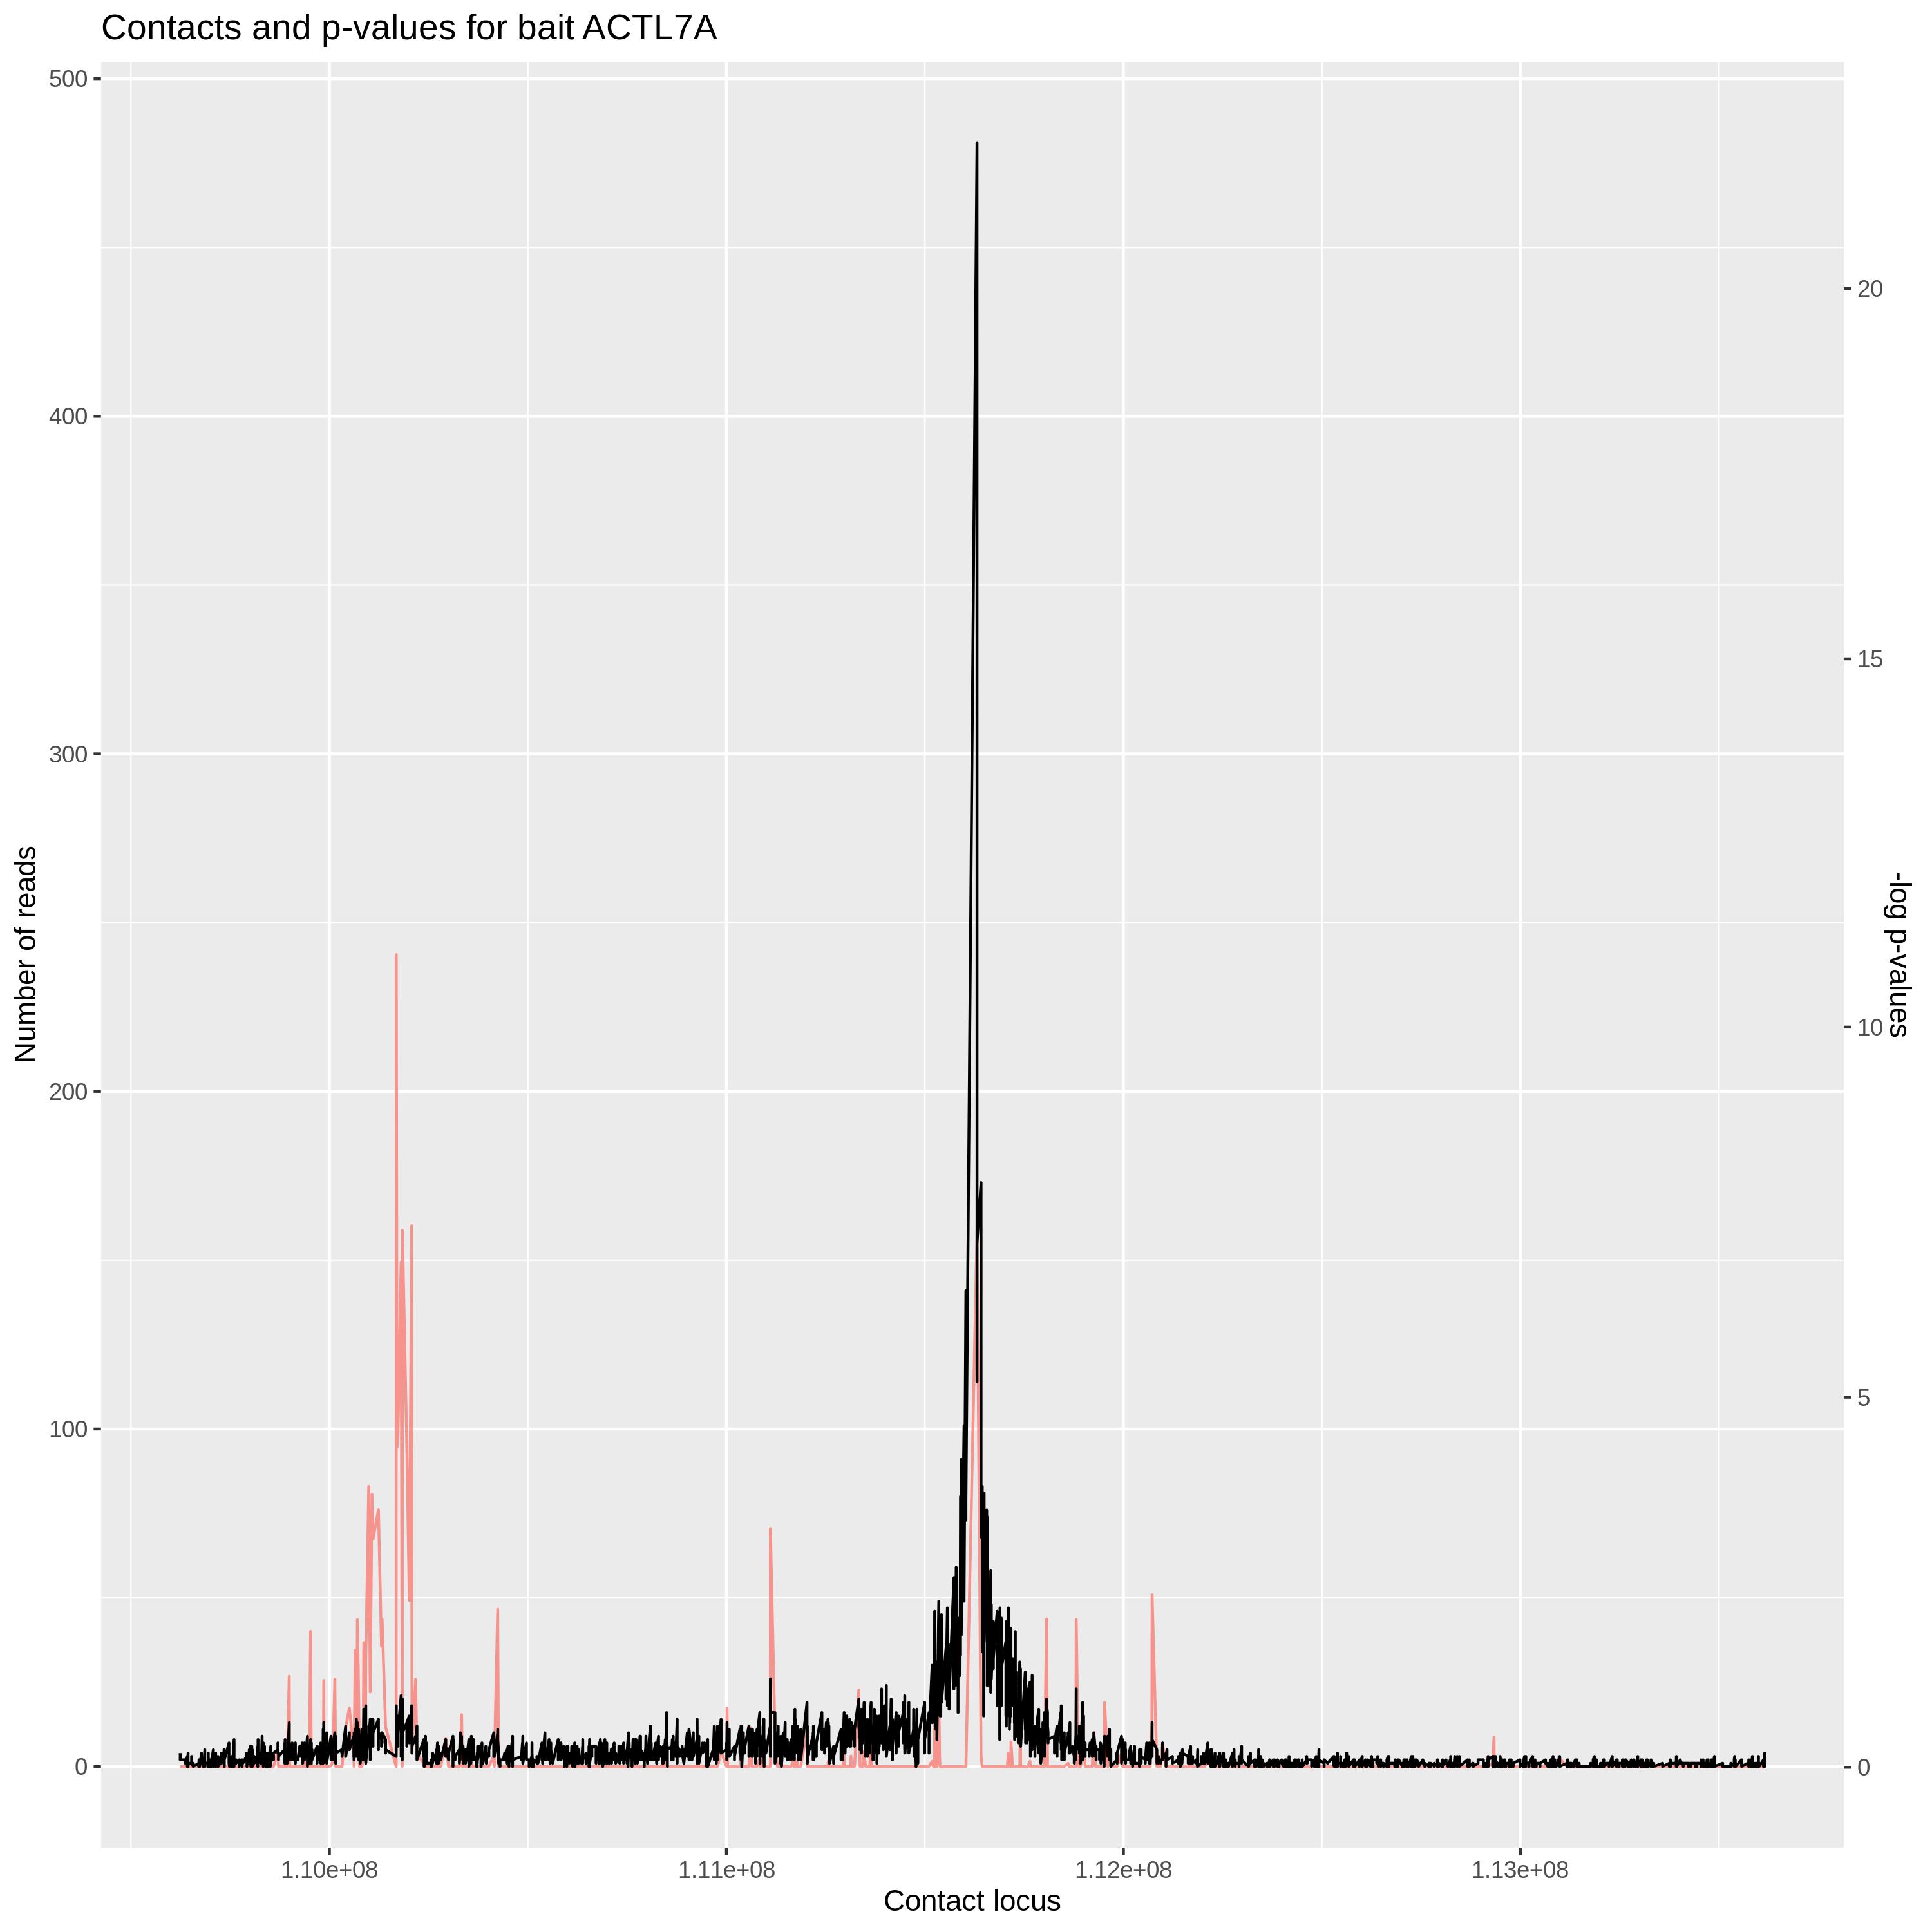 Contacts and p-values for bait ACTL7A
500
400
300
200
100
0
Number of reads
20
15
10
5
0
-log p-values
1.10e+08
1.11e+08
1.12e+08
1.13e+08
Contact locus